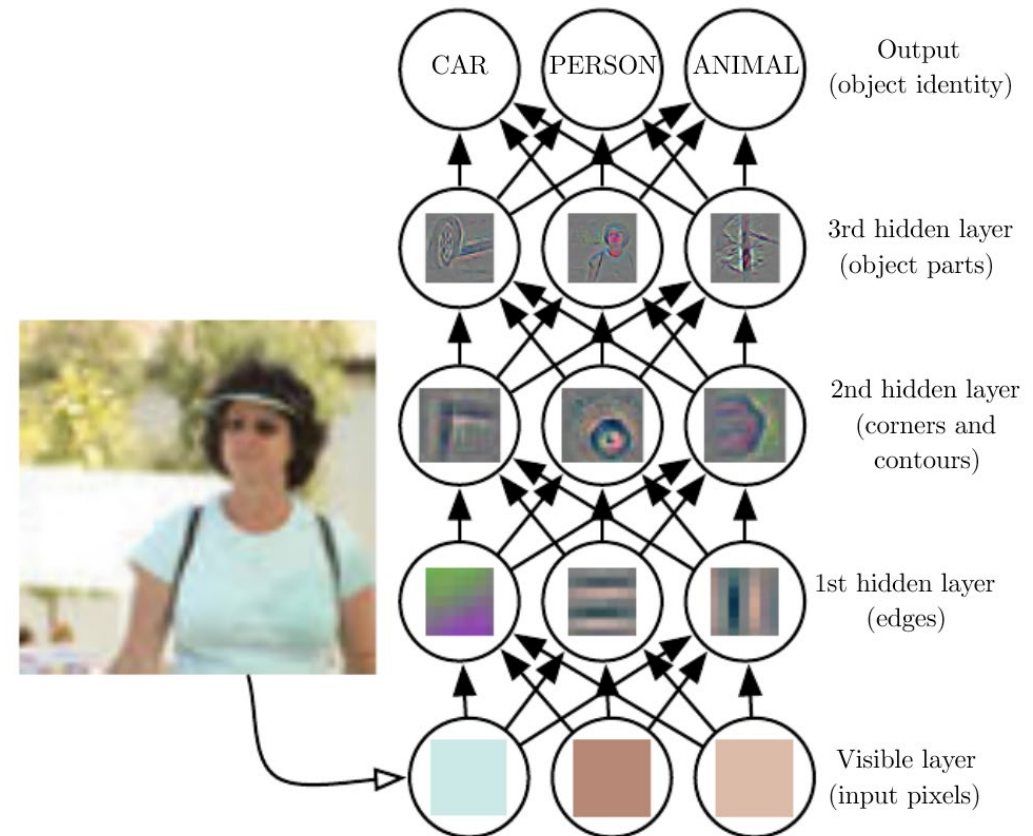 CAR
PERSON
ANIMAL
Output
(object identity)
3rd hidden layer
(object parts)
2nd hidden layer
(corners and
contours)
1st hidden layer
(edges)
Visible layer
(input pixels)